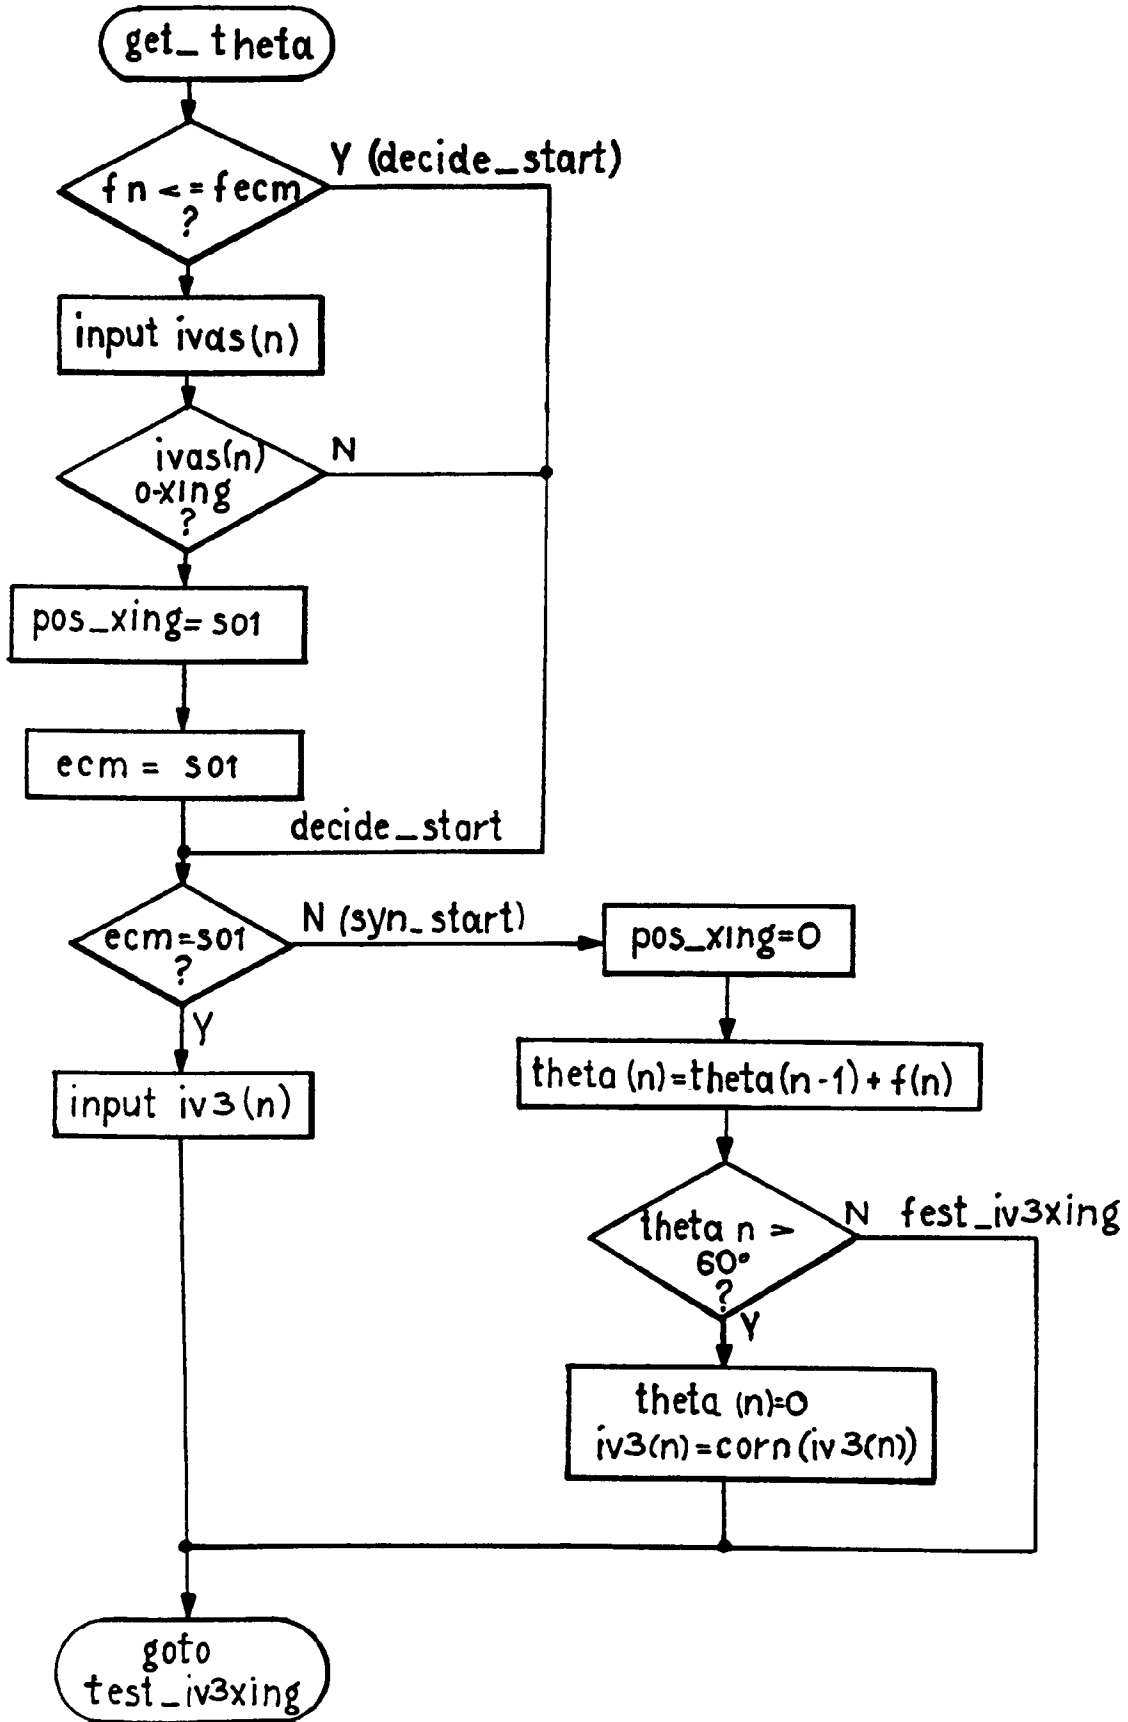 get_theta
Y (decide_start)
fn <= fecm
?
input ivas(n)
ivas(n)
0-xing
?
N
pos_xing= s01
ecm = s01
decide_start
ecm=s01
?
N (syn_start)
pos_xing=0
Y
theta (n)=theta(n-1)+f(n)
input iv3(n)
theta n >
60°
?
N fest_iv3xing
Y
theta (n)=0
iv3(n)=corn(iv3(n))
goto
test_iv3xing